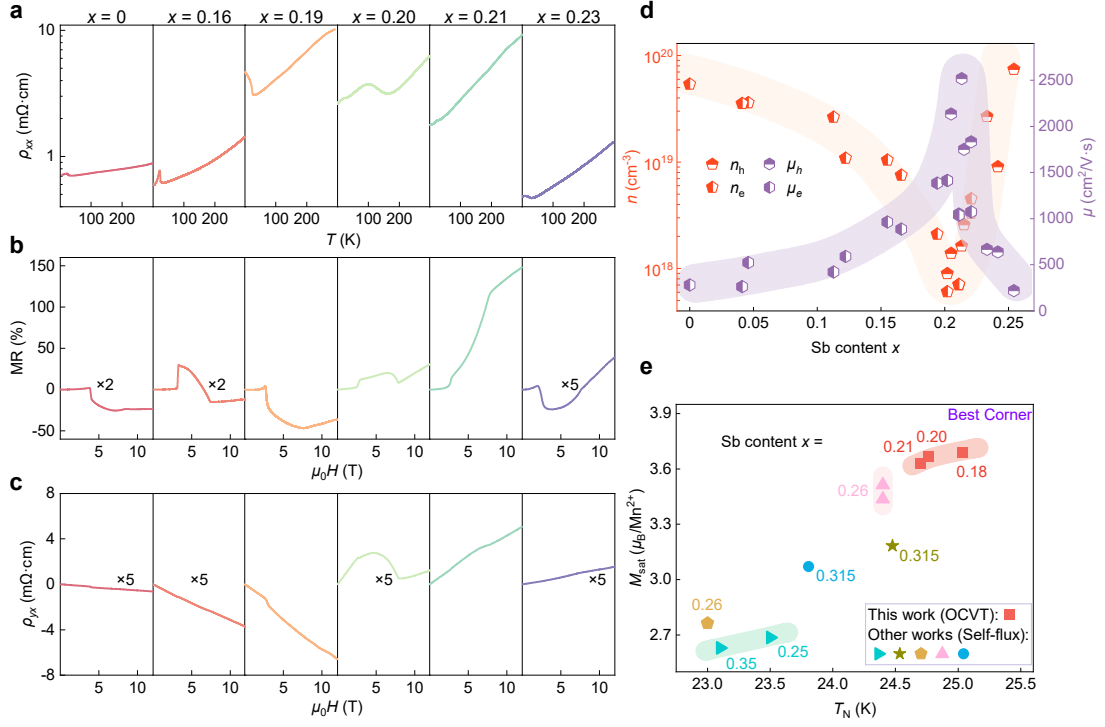 a
x = 0
x = 0.16
x = 0.19
x = 0.20
x = 0.21
x = 0.23
10
1
ρxx (mΩ·cm)
100 200
100 200
100 200
100 200
100 200
100 200
T (K)
b
150
100
50
0
-50
MR (%)
×2
×2
×5
5 10
5 10
5 10
5 10
5 10
5 10
μ0H (T)
μ0H (T)
c
8
4
0
-4
-8
ρyx (mΩ·cm)
×5
×5
×5
×5
5 10
5 10
5 10
5 10
5 10
5 10
μ0H (T)
μ0H (T)
d
10²⁰
10¹⁹
10¹⁸
n (cm⁻³)
nh
μh
ne
μe
2500
2000
1500
1000
500
0
μ (cm²/V·s)
0 0.05 0.1 0.15 0.2 0.25
Sb content x
e
3.9
3.6
3.3
3.0
2.7
Msat (μB/Mn²⁺)
Best Corner
Sb content x =
0.20
0.21
0.18
0.26
0.315
0.315
0.26
0.25
0.35
This work (OCVT):
Other works (Self-flux):
23.0 23.5 24.0 24.5 25.0 25.5
TN (K)